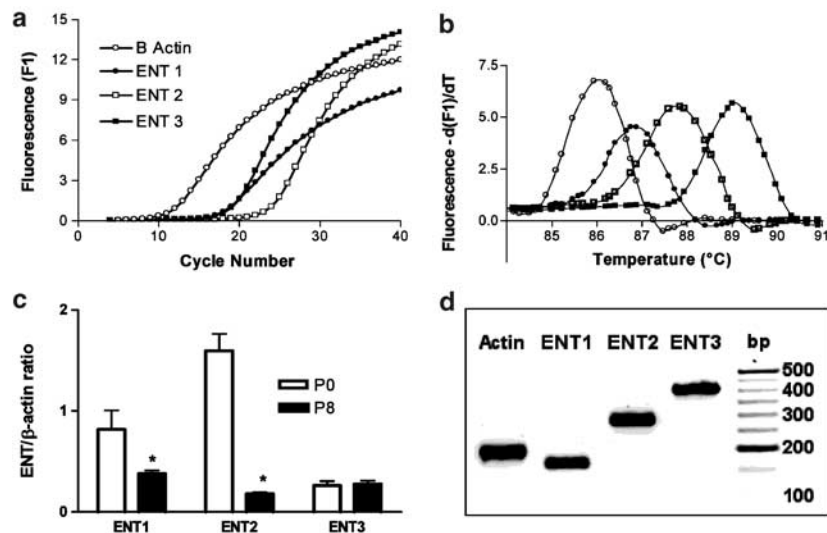 a
Fluorescence (F1)
15
12
9
6
3
0
B Actin
ENT 1
ENT 2
ENT 3
0 10 20 30 40
Cycle Number
b
Fluorescence -d(F1)/dT
7.5
5.0
2.5
0.0
85 86 87 88 89 90 91
Temperature (°C)
c
ENT/β-actin ratio
2
1
0
P0
P8
* *
ENT1 ENT2 ENT3
d
Actin ENT1 ENT2 ENT3 bp
500
400
300
200
100